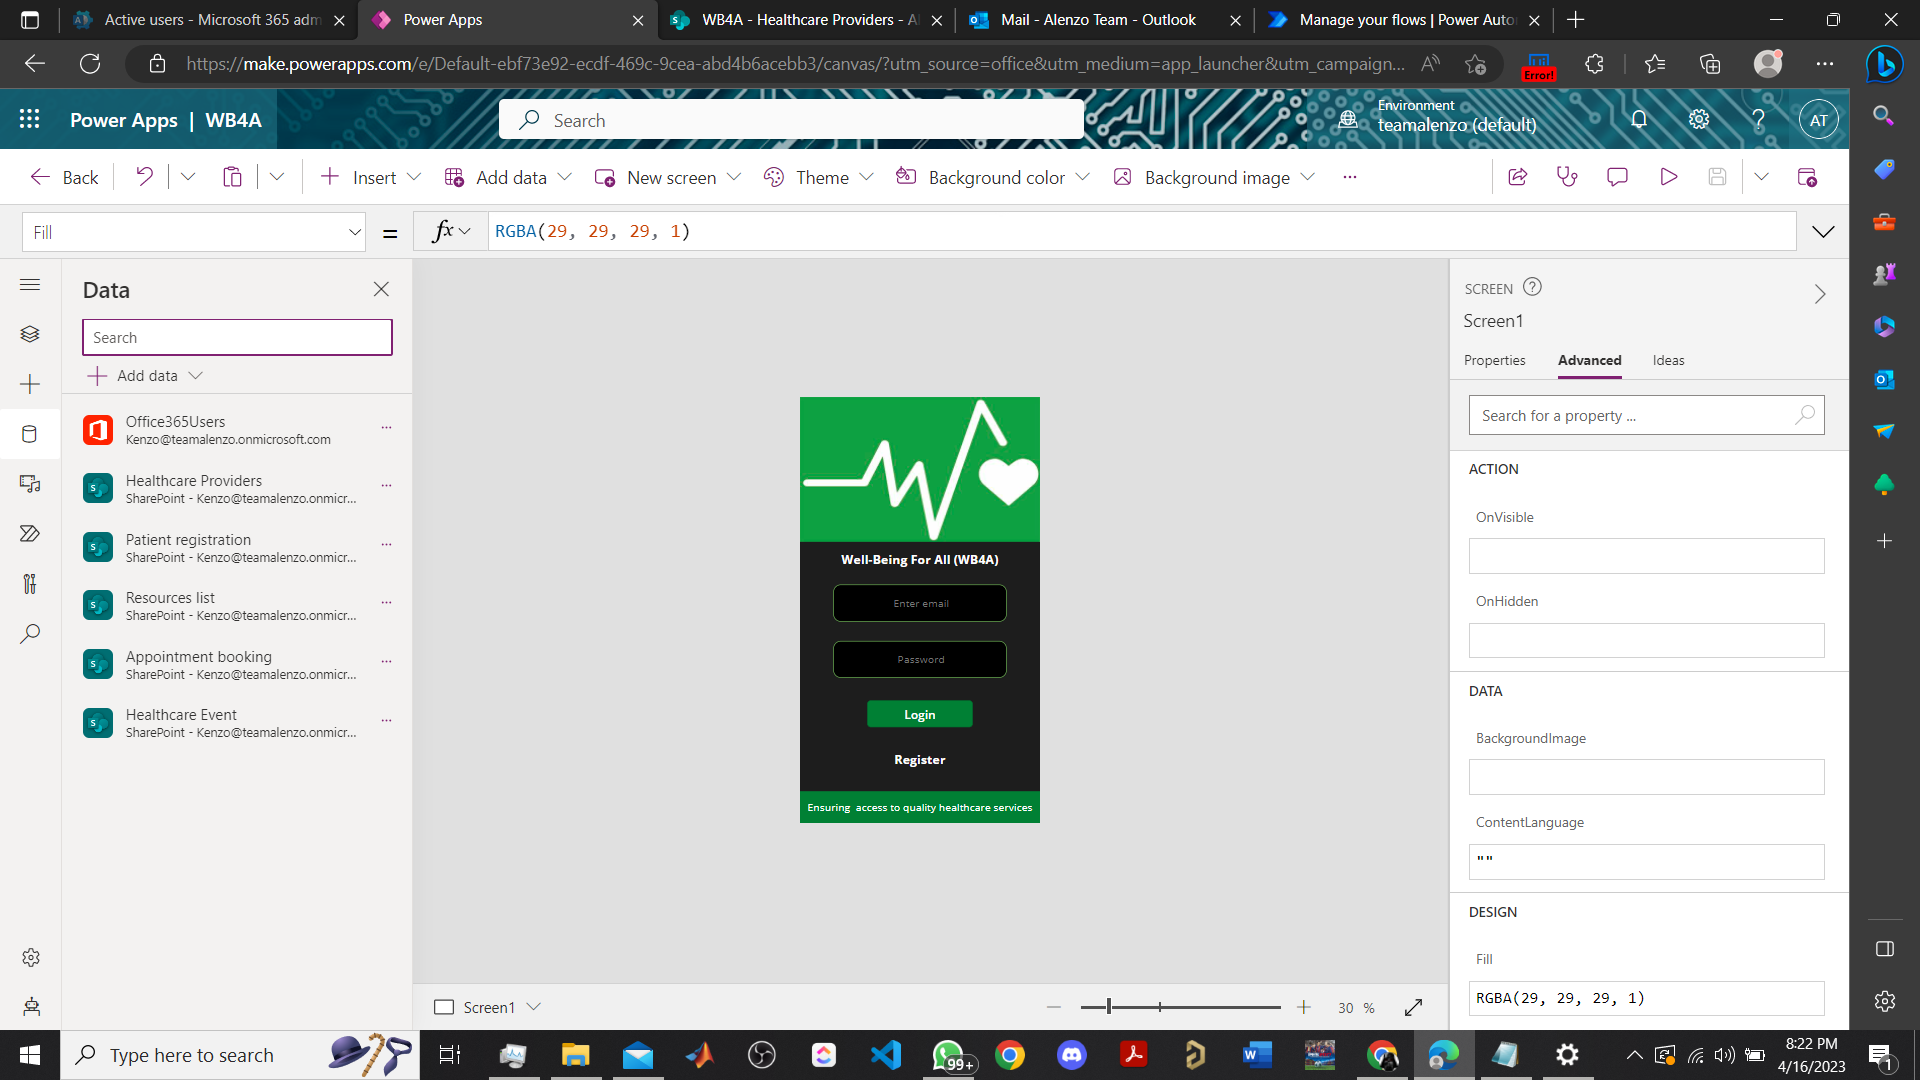 Active users - Microsoft 365 adm
Power Apps
WB4A - Healthcare Providers - Al
Mail - Alenzo Team - Outlook
Manage your flows | Power Auto
https://make.powerapps.com/e/Default-ebf73e92-ecdf-469c-9cea-abd4b6acebb3/canvas/?utm_source=office&utm_medium=app_launcher&utm_campaign...
Error!
Power Apps | WB4A
Search
Environment
teamalenzo (default)
AT
Back
Insert
Add data
New screen
Theme
Background color
Background image
Fill
=
fx
RGBA(29, 29, 29, 1)
Data
Search
Add data
Office365Users
Kenzo@teamalenzo.onmicrosoft.com
Healthcare Providers
SharePoint - Kenzo@teamalenzo.onmicr...
Patient registration
SharePoint - Kenzo@teamalenzo.onmicr...
Resources list
SharePoint - Kenzo@teamalenzo.onmicr...
Appointment booking
SharePoint - Kenzo@teamalenzo.onmicr...
Healthcare Event
SharePoint - Kenzo@teamalenzo.onmicr...
Well-Being For All (WB4A)
Enter email
Password
Login
Register
Ensuring access to quality healthcare services
Screen1
30 %
SCREEN
Screen1
Properties
Advanced
Ideas
Search for a property ...
ACTION
OnVisible
OnHidden
DATA
BackgroundImage
ContentLanguage
""
DESIGN
Fill
RGBA(29, 29, 29, 1)
Type here to search
99+
8:22 PM
4/16/2023
1